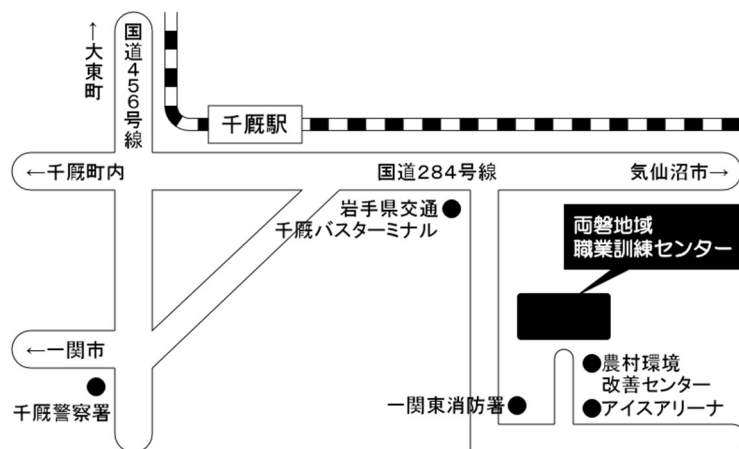 ←大東町
国道456号線
千厩駅
←千厩町内
国道284号線
気仙沼市→
岩手県交通
千厩バスターミナル
両磐地域
職業訓練センター
←一関市
農村環境
改善センター
千厩警察署
一関東消防署
アイスアリーナ